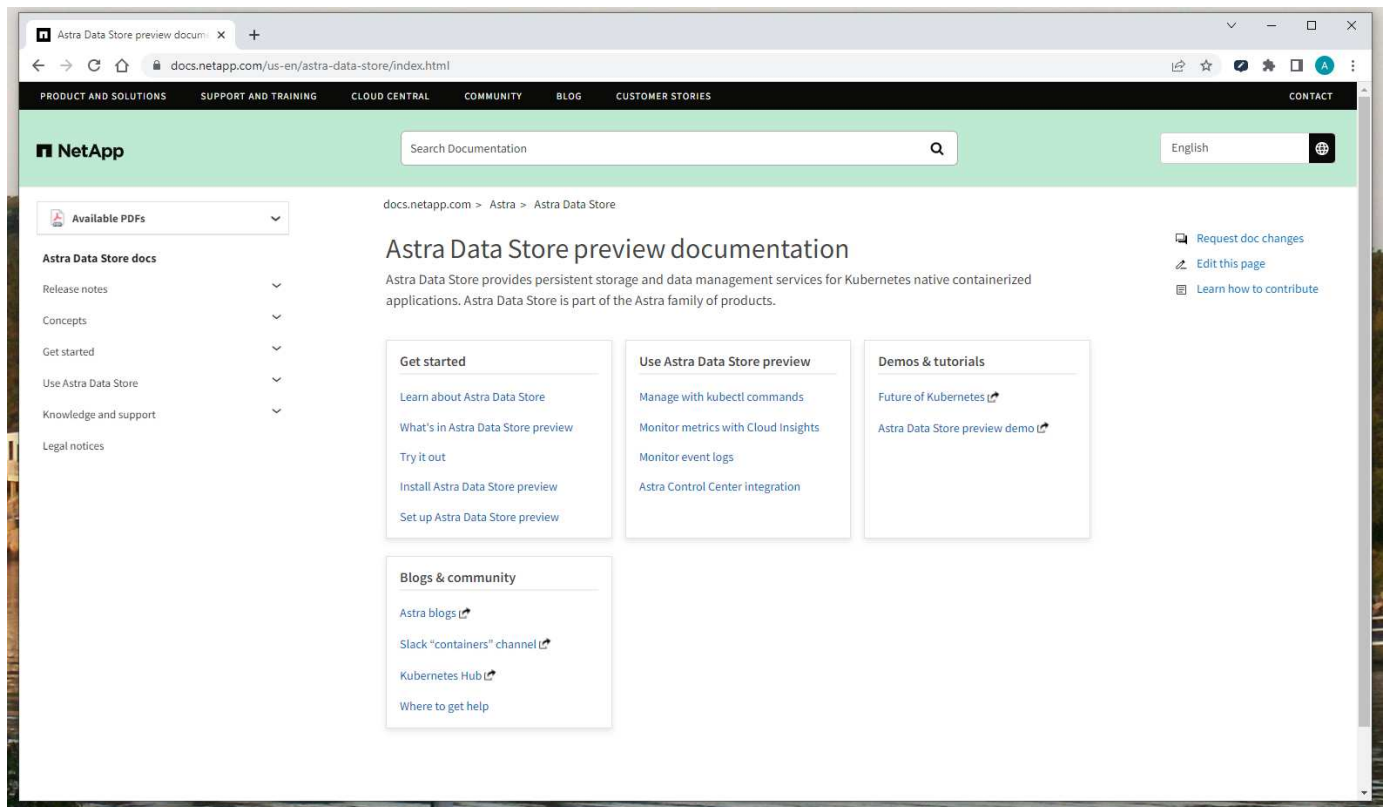 Astra Data Store preview docum
docs.netapp.com/us-en/astra-data-store/index.html
A
PRODUCT AND SOLUTIONS SUPPORT AND TRAINING CLOUD CENTRAL COMMUNITY BLOG CUSTOMER STORIES CONTACT
NetApp
Search Documentation
English
Available PDFs
Astra Data Store docs
Release notes
Concepts
Get started
Use Astra Data Store
Knowledge and support
Legal notices
docs.netapp.com > Astra > Astra Data Store
Astra Data Store preview documentation
Astra Data Store provides persistent storage and data management services for Kubernetes native containerized
applications. Astra Data Store is part of the Astra family of products.
Request doc changes
Edit this page
Learn how to contribute
Get started
Learn about Astra Data Store
What's in Astra Data Store preview
Try it out
Install Astra Data Store preview
Set up Astra Data Store preview
Use Astra Data Store preview
Manage with kubectl commands
Monitor metrics with Cloud Insights
Monitor event logs
Astra Control Center integration
Demos & tutorials
Future of Kubernetes
Astra Data Store preview demo
Blogs & community
Astra blogs
Slack “containers” channel
Kubernetes Hub
Where to get help